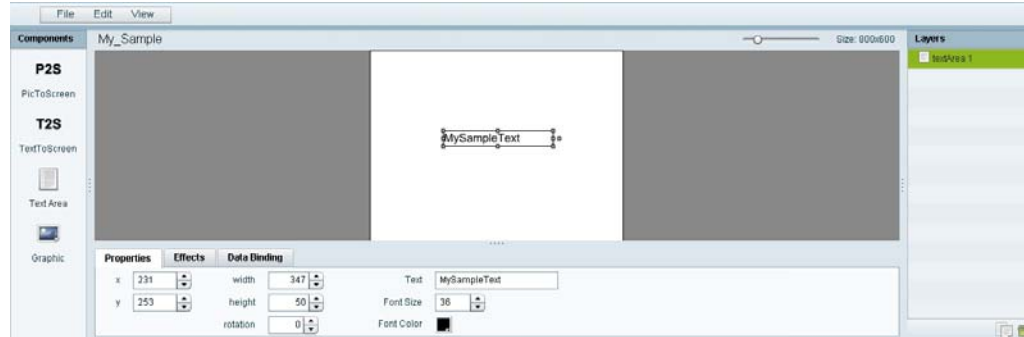 File Edit View
Components
My_Sample
Size: 800x600
Layers
textArea 1
P2S
PicToScreen
T2S
TextToScreen
Text Area
Graphic
MySampleText
Properties Effects Data Binding
x 231 width 347 Text MySampleText
y 253 height 50 Font Size 36
rotation 0 Font Color